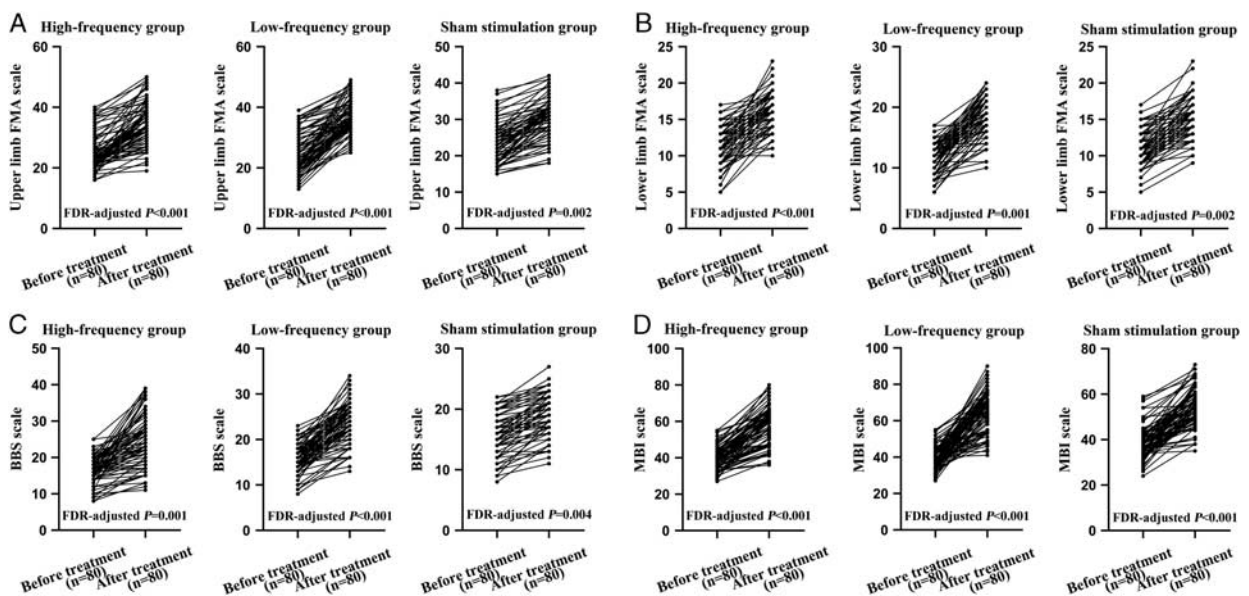 A
High-frequency group
Upper limb FMA scale
60
40
20
0
FDR-adjusted P<0.001
Before treatment
(n=80)
After treatment
(n=80)
Low-frequency group
Upper limb FMA scale
60
40
20
0
FDR-adjusted P<0.001
Before treatment
(n=80)
After treatment
(n=80)
Sham stimulation group
Upper limb FMA scale
50
40
30
20
10
0
FDR-adjusted P=0.002
Before treatment
(n=80)
After treatment
(n=80)
B
High-frequency group
Lower limb FMA scale
25
20
15
10
5
0
FDR-adjusted P<0.001
Before treatment
(n=80)
After treatment
(n=80)
Low-frequency group
Lower limb FMA scale
30
20
10
0
FDR-adjusted P=0.001
Before treatment
(n=80)
After treatment
(n=80)
Sham stimulation group
Lower limb FMA scale
25
20
15
10
5
0
FDR-adjusted P=0.002
Before treatment
(n=80)
After treatment
(n=80)
C
High-frequency group
BBS scale
50
40
30
20
10
0
FDR-adjusted P=0.001
Before treatment
(n=80)
After treatment
(n=80)
Low-frequency group
BBS scale
40
30
20
10
0
FDR-adjusted P<0.001
Before treatment
(n=80)
After treatment
(n=80)
Sham stimulation group
BBS scale
30
20
10
0
FDR-adjusted P=0.004
Before treatment
(n=80)
After treatment
(n=80)
D
High-frequency group
MBI scale
100
80
60
40
20
0
FDR-adjusted P<0.001
Before treatment
(n=80)
After treatment
(n=80)
Low-frequency group
MBI scale
100
80
60
40
20
0
FDR-adjusted P<0.001
Before treatment
(n=80)
After treatment
(n=80)
Sham stimulation group
MBI scale
80
60
40
20
0
FDR-adjusted P<0.001
Before treatment
(n=80)
After treatment
(n=80)